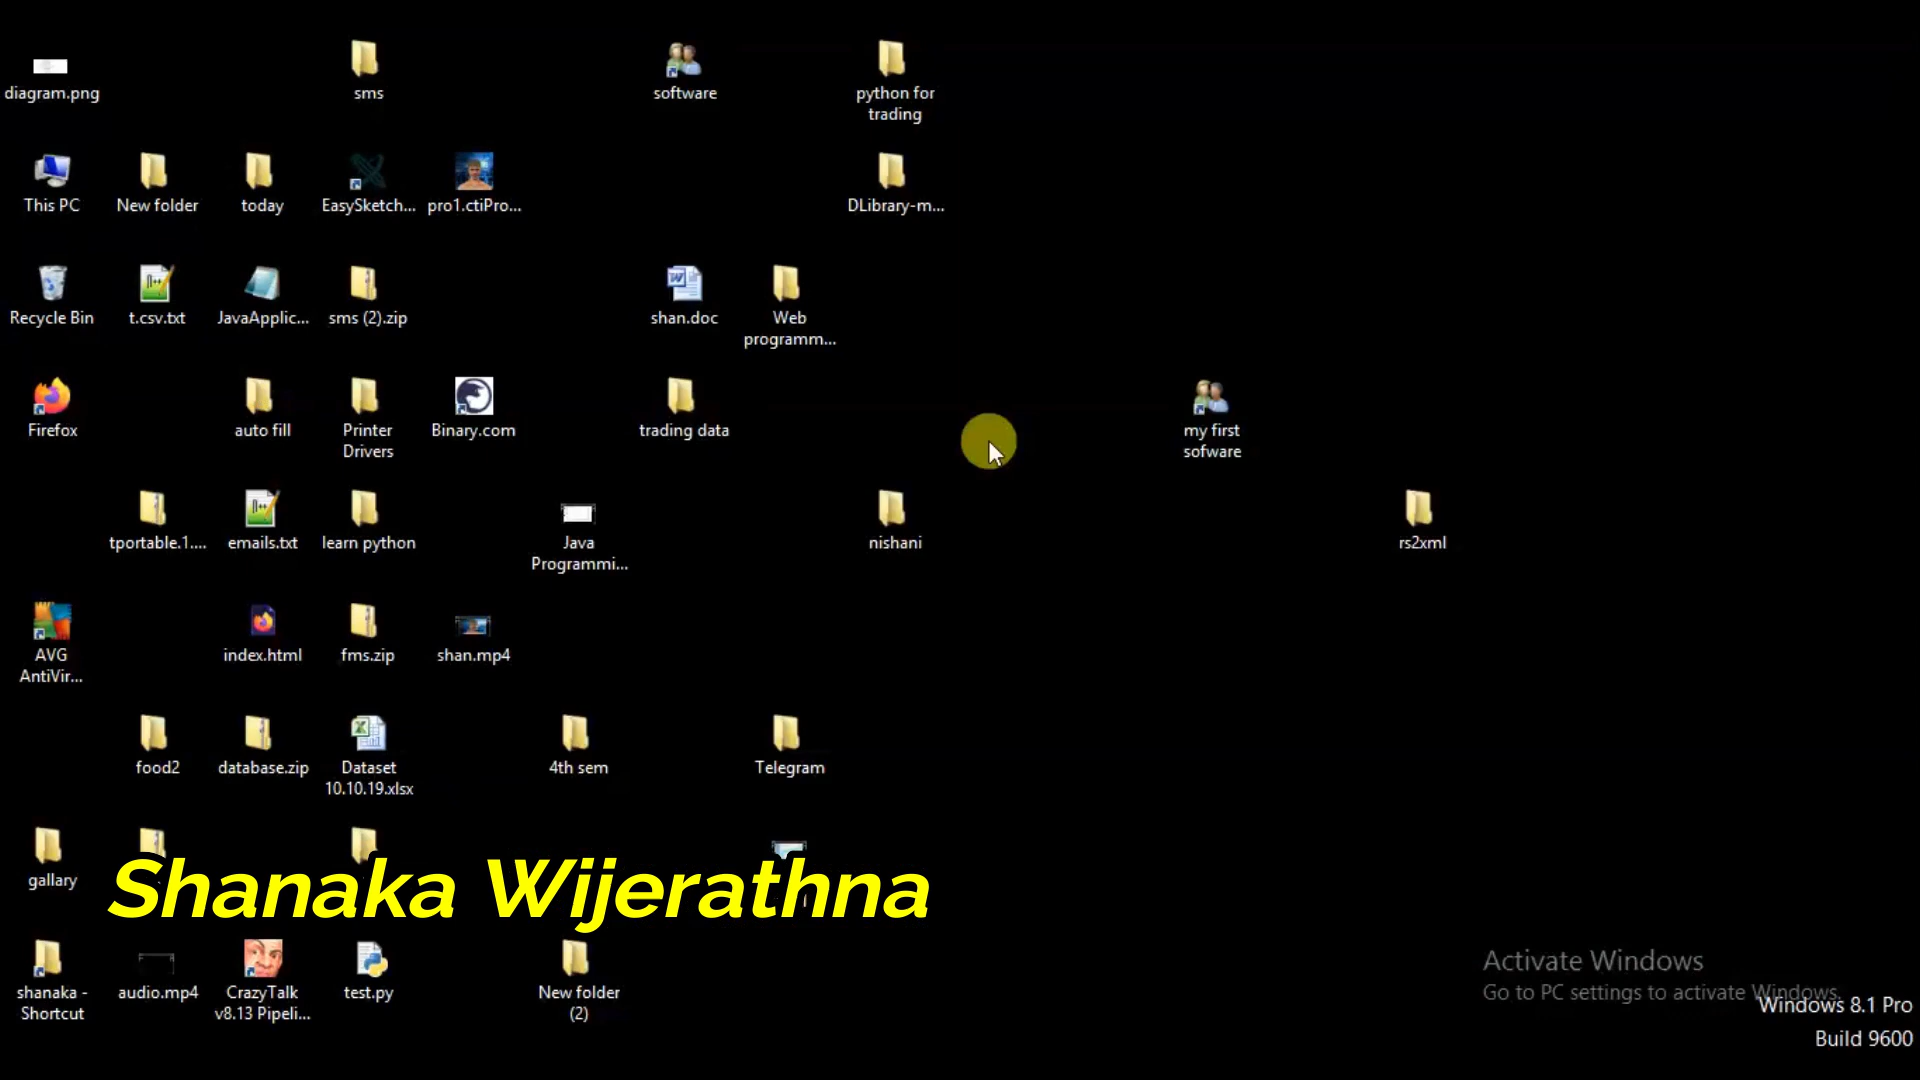 diagram.png
sms
software
python for
trading
This PC
New folder
today
EasySketch...
pro1.ctiPro...
DLibrary-m...
Recycle Bin
t.csv.txt
JavaApplic...
sms (2).zip
shan.doc
Web
programm...
Firefox
auto fill
Printer
Drivers
Binary.com
trading data
my first
sofware
tportable.1....
emails.txt
learn python
Java
Programmi...
nishani
rs2xml
AVG
AntiVir...
index.html
fms.zip
shan.mp4
food2
database.zip
Dataset
10.10.19.xlsx
4th sem
Telegram
gallary
Shanaka Wijerathna
shanaka -
Shortcut
audio.mp4
CrazyTalk
v8.13 Pipeli...
test.py
New folder
(2)
Activate Windows
Go to PC settings to activate Windows.
Windows 8.1 Pro
Build 9600